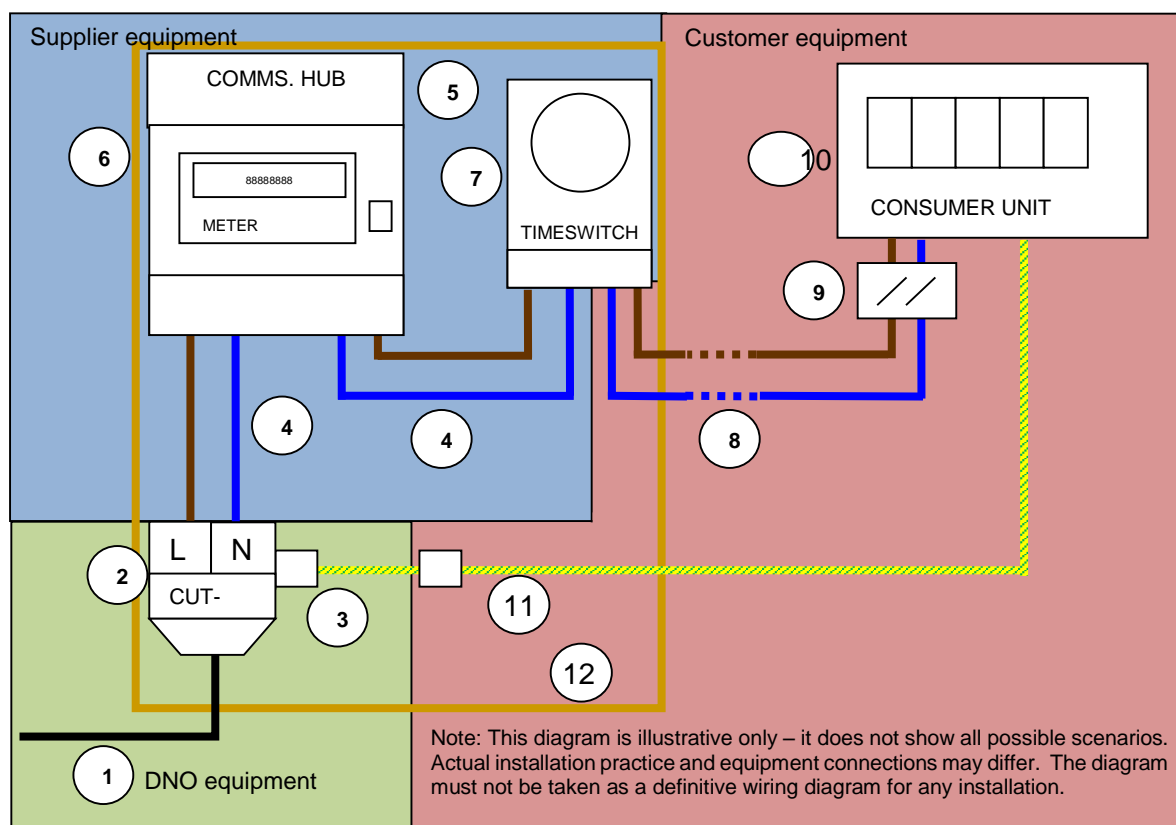 Supplier equipment
Customer equipment
COMMS. HUB
5
6
88888888
METER
7
TIMESWITCH
10
CONSUMER UNIT
9
4
4
8
L N
2
CUT-
3
11
12
1
DNO equipment
Note: This diagram is illustrative only – it does not show all possible scenarios.
Actual installation practice and equipment connections may differ. The diagram
must not be taken as a definitive wiring diagram for any installation.